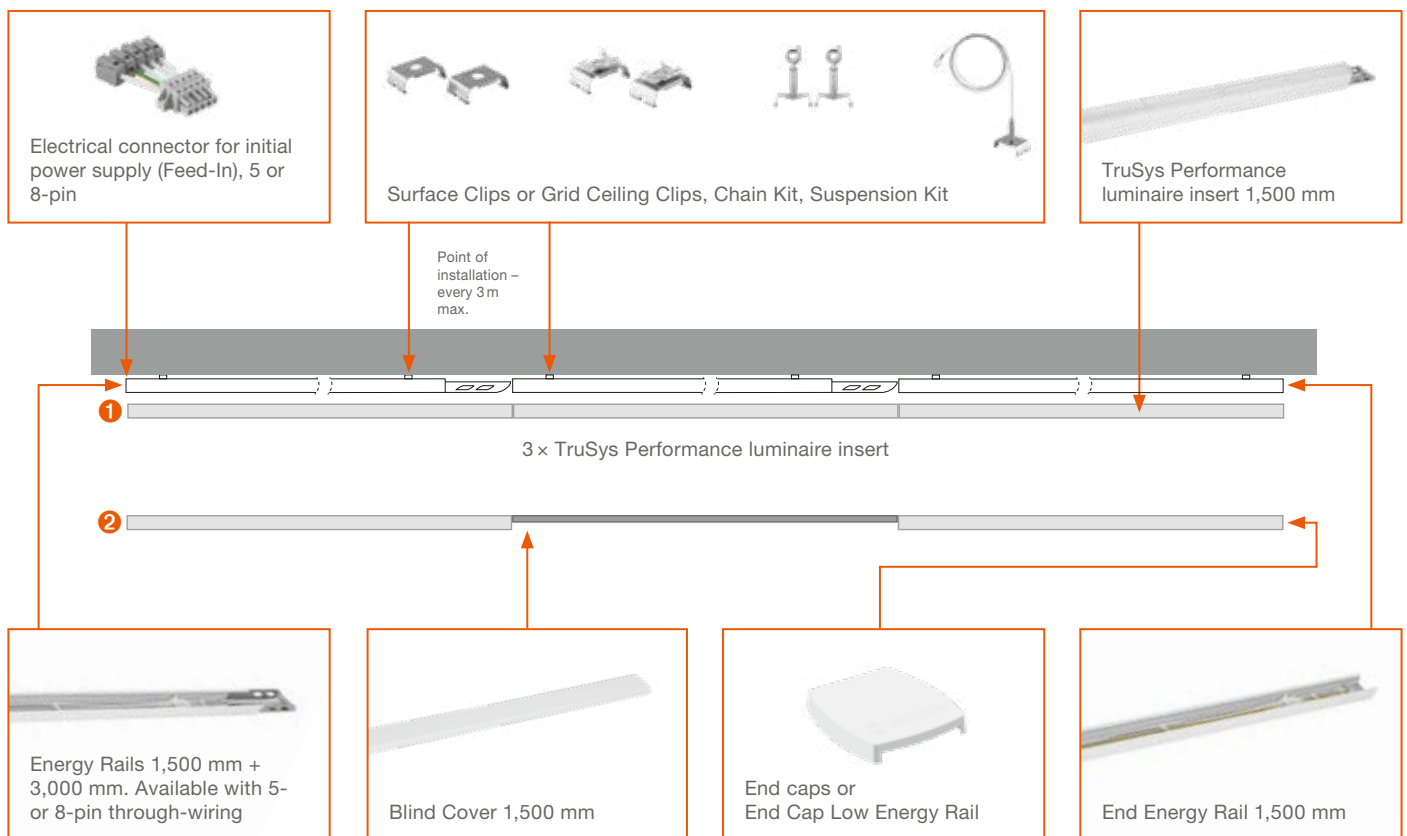 Electrical connector for initial
power supply (Feed-In), 5 or
8-pin
Surface Clips or Grid Ceiling Clips, Chain Kit, Suspension Kit
TruSys Performance
luminaire insert 1,500 mm
Point of
installation –
every 3 m
max.
1
3 × TruSys Performance luminaire insert
2
Energy Rails 1,500 mm +
3,000 mm. Available with 5-
or 8-pin through-wiring
Blind Cover 1,500 mm
End caps or
End Cap Low Energy Rail
End Energy Rail 1,500 mm